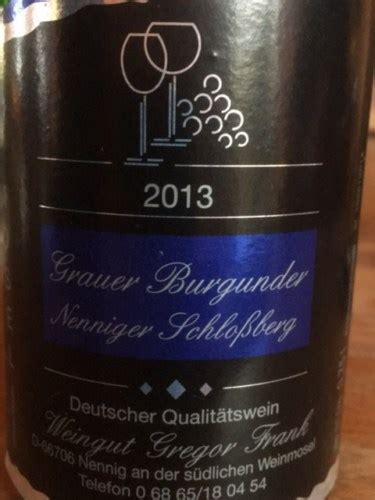 2013
Grauer Burgunder
Nenniger Schloßberg
Deutscher Qualitätswein
Weingut Gregor Frank
D-66706 Nennig an der südlichen Weinmosel
Telefon 0 68 65/18 04 54